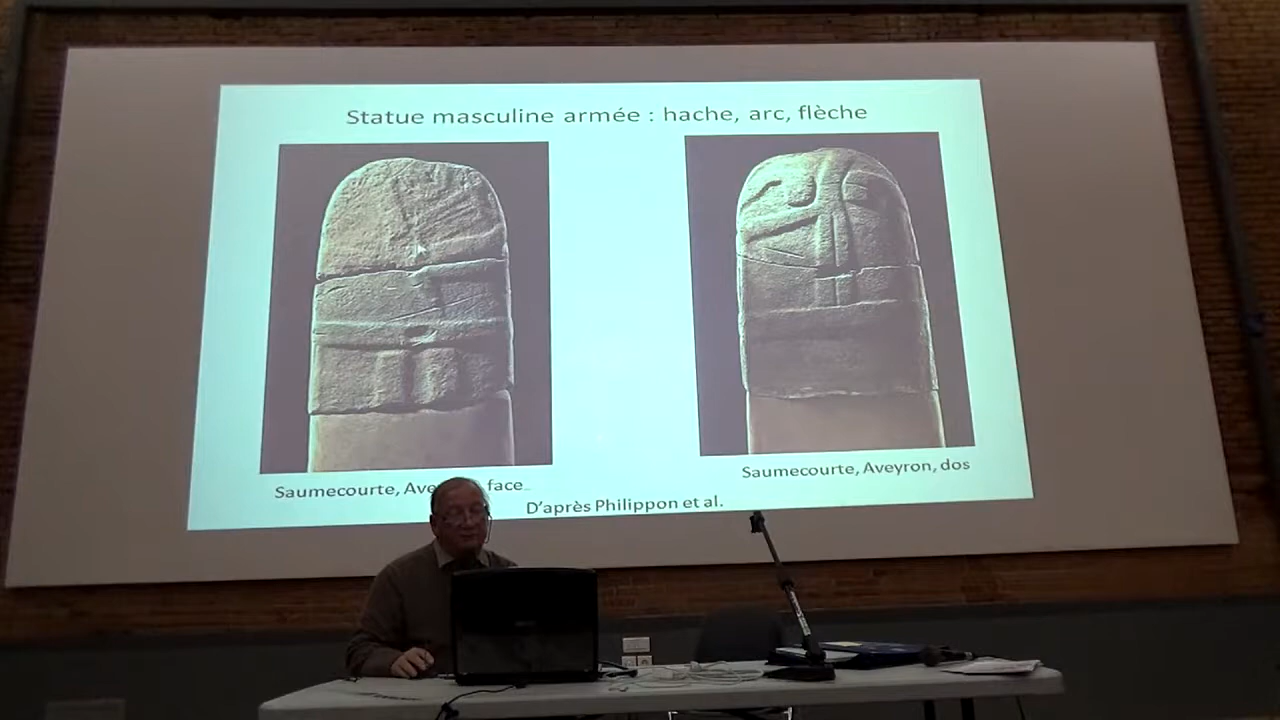 Statue masculine armée : hache, arc, flèche
Saumecourte, face
Saumecourte, Aveyron, dos
D'après Philippon et al.